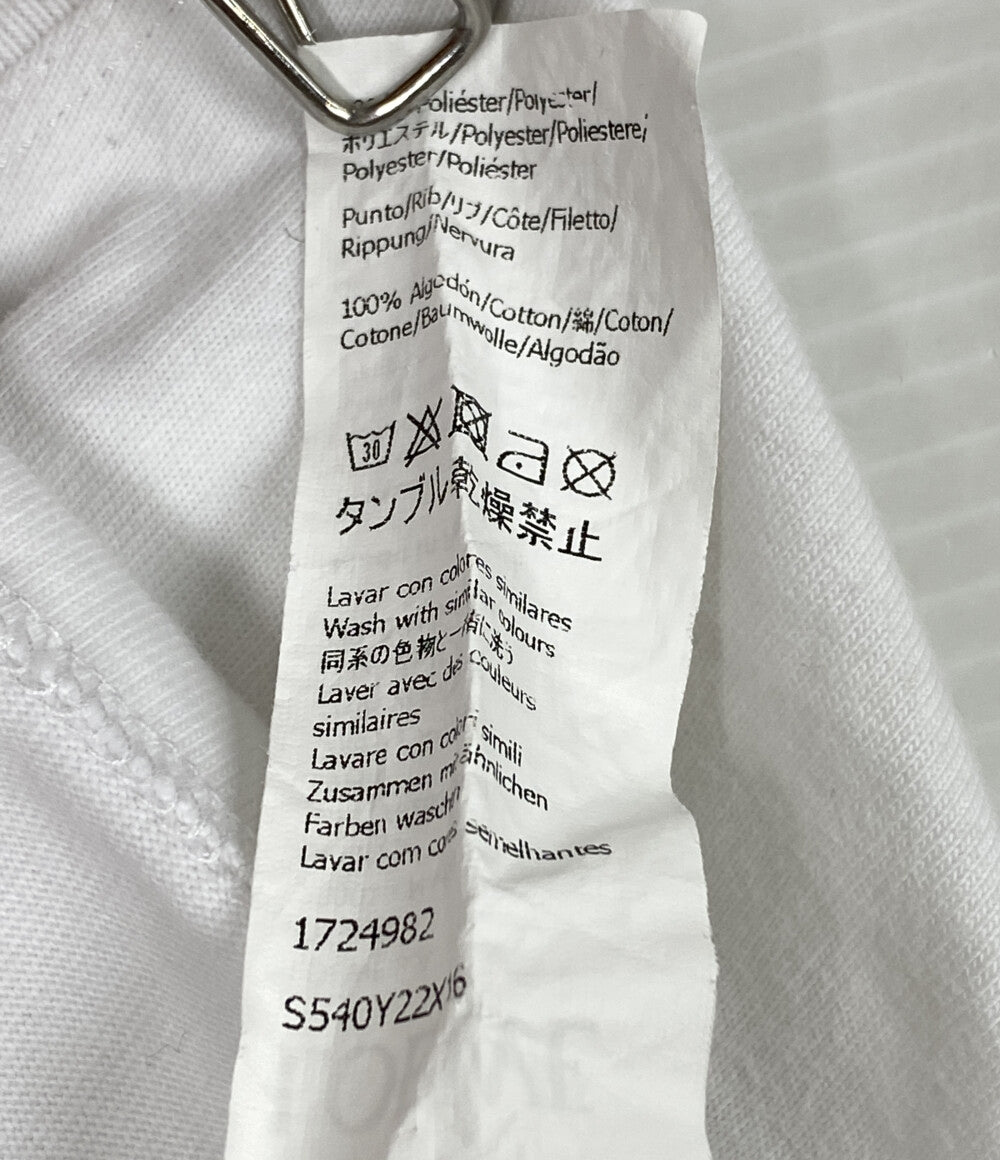 Poliéster/Polyester/
ポリエステル/Polyester/Poliestere/
Polyester/Poliéster
Punto/Rib/リブ/Côte/Filetto/
Rippung/Nervura
100% Algodón/Cotton/綿/Coton/
Cotone/Baumwolle/Algodão
30
タンブル乾燥禁止
Lavar con colores similares
Wash with similar colours
同系の色物と一緒に洗う
Laver avec des couleurs
similaires
Lavare con colori simili
Zusammen mit ähnlichen
Farben waschen
Lavar com cores semelhantes
1724982
S540Y22X16